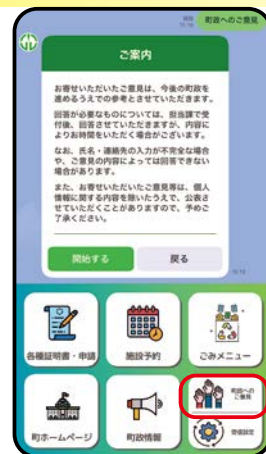 既読
町政へのご意見
ご案内
お寄せいただいたご意見は、今後の町政を
進めるうえでの参考とさせていただきます。
回答が必要なものについては、担当課で受
付後、回答させていただきますが、内容に
よりお時間をいただく場合がございます。
なお、氏名・連絡先の入力が不完全な場合
や、ご意見の内容によっては回答できない
場合があります。
また、お寄せいただいたご意見等は、個人
情報に関する内容を除いたうえで、公表さ
せていただくことがありますので、予めご
了承ください。
開始する
戻る
各種証明書・申請
施設予約
ごみメニュー
町政への
ご意見
町ホームページ
町政情報
受信設定